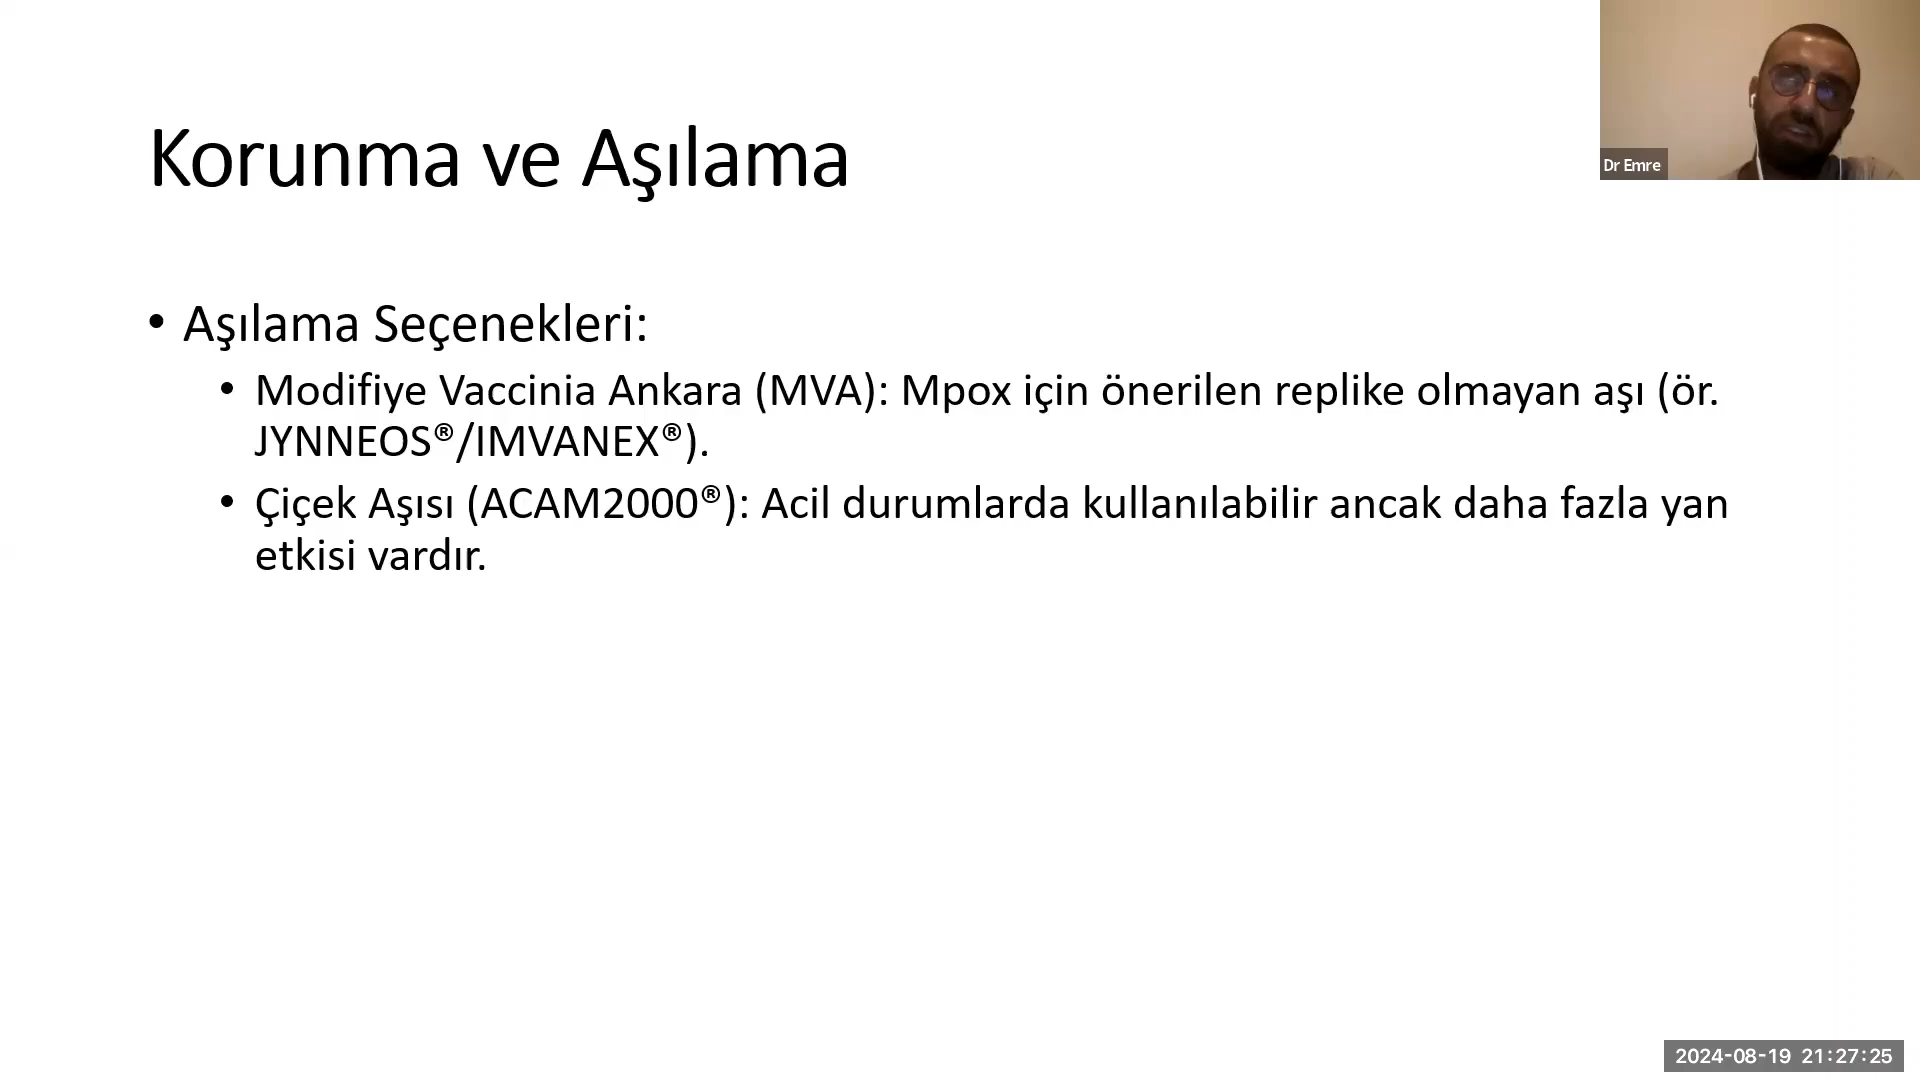 Dr Emre
Korunma ve Aşılama
• Aşılama Seçenekleri:
• Modifiye Vaccinia Ankara (MVA): Mpox için önerilen replike olmayan aşı (ör.
JYNNEOS®/IMVANEX®).
• Çiçek Aşısı (ACAM2000®): Acil durumlarda kullanılabilir ancak daha fazla yan
etkisi vardır.
2024-08-19 21:27:25